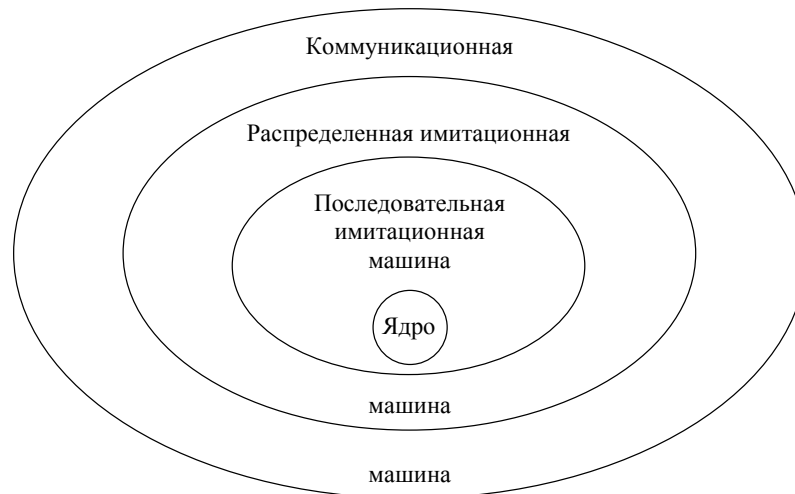 Коммуникационная
Распределенная имитационная
Последовательная
имитационная
машина
Ядро
машина
машина